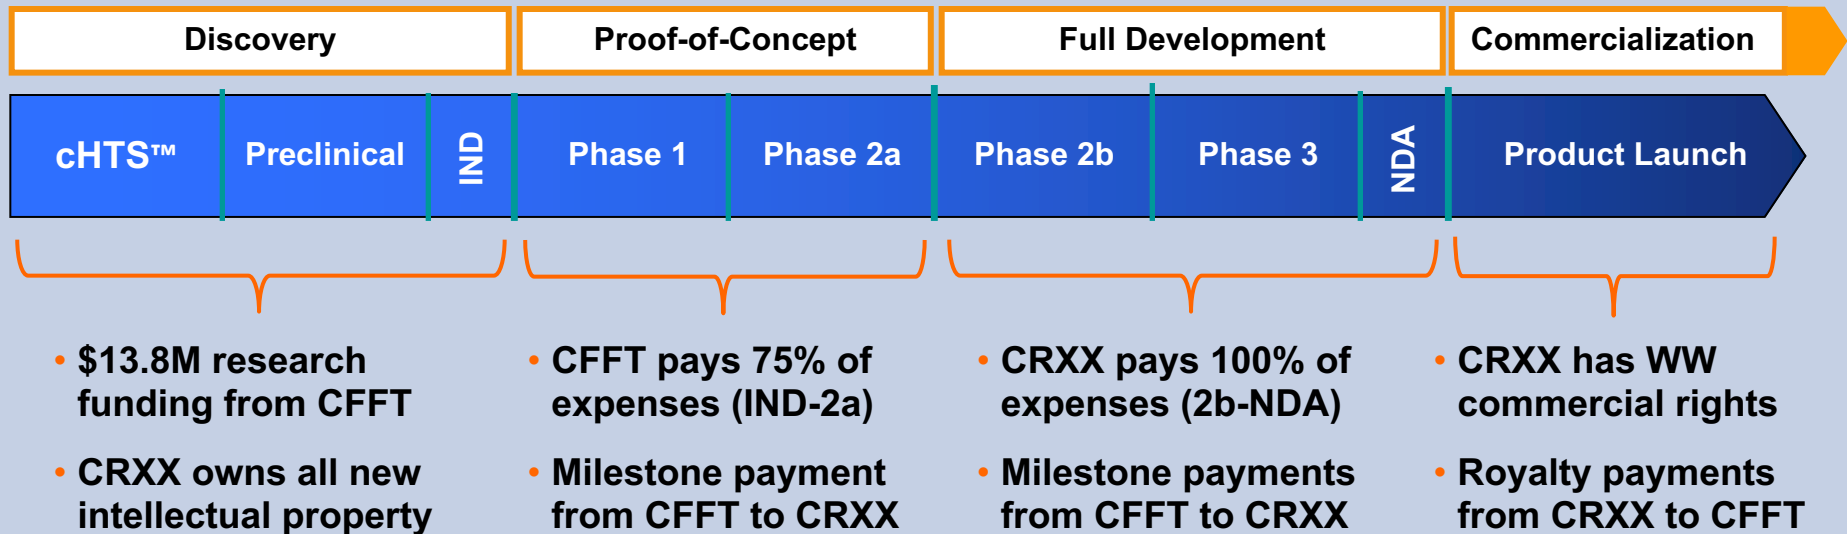 Discovery
Proof-of-Concept
Full Development
Commercialization
cHTS™
Preclinical
IND
Phase 1
Phase 2a
Phase 2b
Phase 3
NDA
Product Launch
• $13.8M research
funding from CFFT
• CRXX owns all new
intellectual property
• CFFT pays 75% of
expenses (IND-2a)
• Milestone payment
from CFFT to CRXX
• CRXX pays 100% of
expenses (2b-NDA)
• Milestone payments
from CFFT to CRXX
• CRXX has WW
commercial rights
• Royalty payments
from CRXX to CFFT